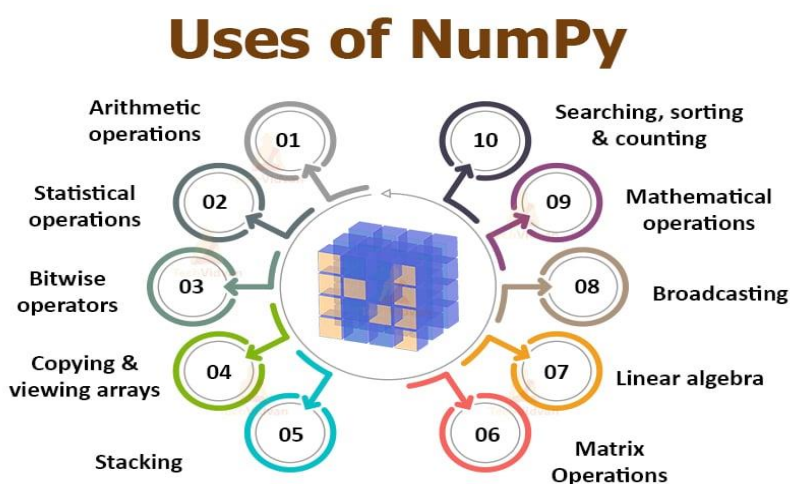 Uses of NumPy
01
Arithmetic
operations
02
Statistical
operations
03
Bitwise
operators
04
Copying &
viewing arrays
05
Stacking
06
Matrix
Operations
07
Linear algebra
08
Broadcasting
09
Mathematical
operations
10
Searching, sorting
& counting